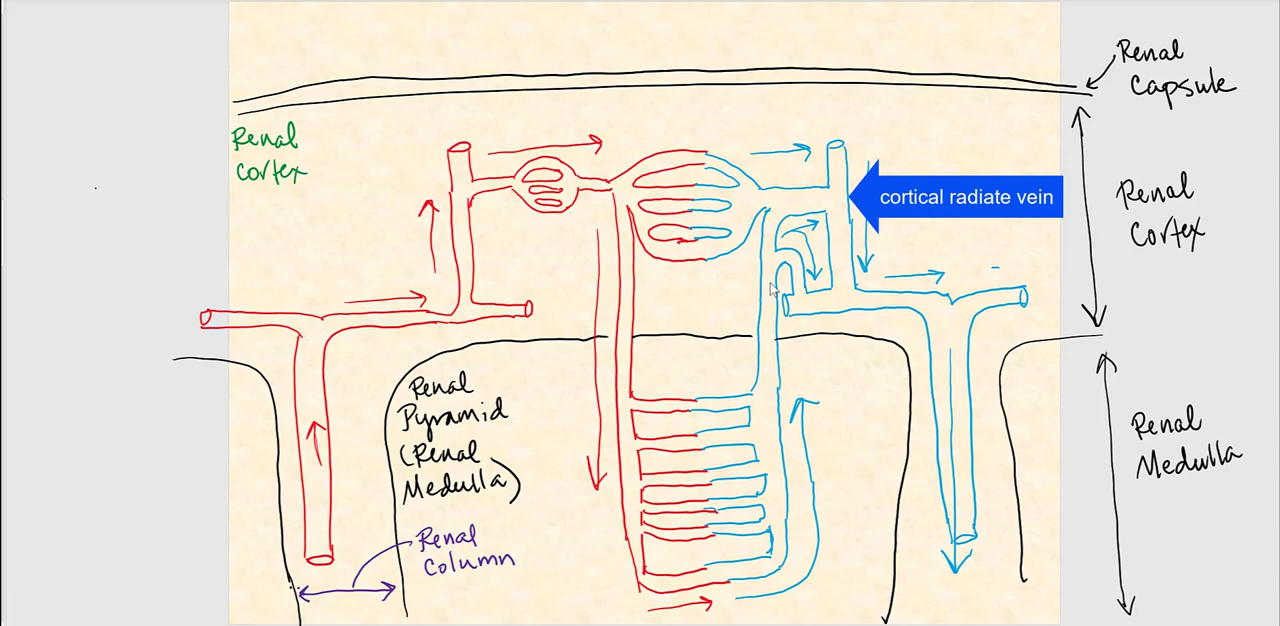 Renal
Capsule
Renal
Cortex
cortical radiate vein
Renal
Cortex
Renal
Pyramid
(Renal
Medulla)
Renal
Medulla
Renal
Column